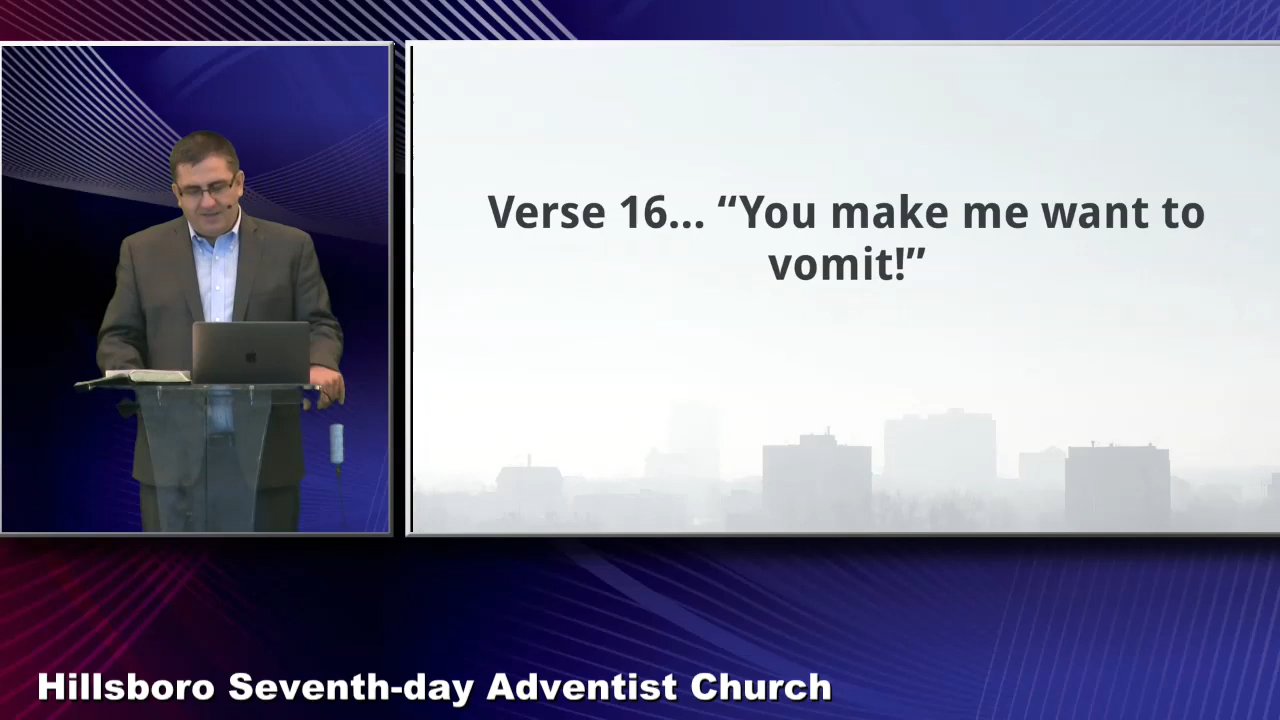 Verse 16... “You make me want to
vomit!”
Hillsboro Seventh-day Adventist Church